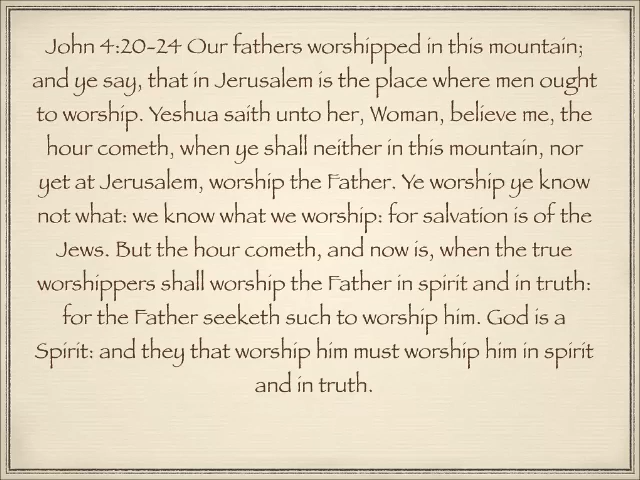 John 4:20-24 Our fathers worshipped in this mountain;
and ye say, that in Jerusalem is the place where men ought
to worship. Yeshua saith unto her, Woman, believe me, the
hour cometh, when ye shall neither in this mountain, nor
yet at Jerusalem, worship the Father. Ye worship ye know
not what: we know what we worship: for salvation is of the
Jews. But the hour cometh, and now is, when the true
worshippers shall worship the Father in spirit and in truth:
for the Father seeketh such to worship him. God is a
Spirit: and they that worship him must worship him in spirit
and in truth.